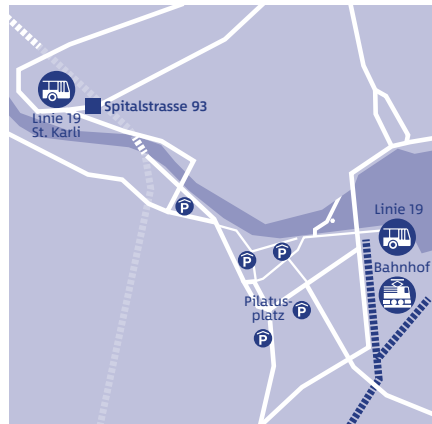 Spitalstrasse 93
Linie 19
St. Karli
P
Linie 19
P
P
Bahnhof
Pilatus-
platz
P
P